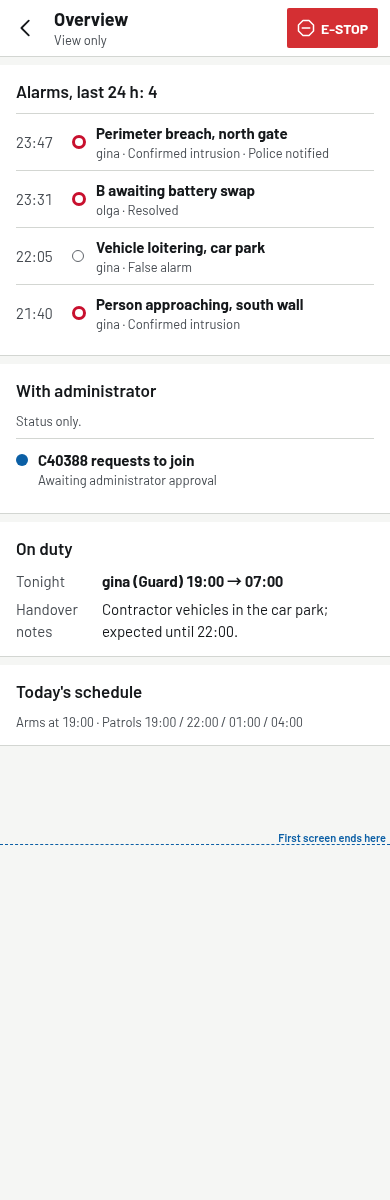 Overview
View only
E-STOP
Alarms, last 24 h: 4
23:47
Perimeter breach, north gate
gina · Confirmed intrusion · Police notified
23:31
B awaiting battery swap
olga · Resolved
22:05
Vehicle loitering, car park
gina · False alarm
21:40
Person approaching, south wall
gina · Confirmed intrusion
With administrator
Status only.
C40388 requests to join
Awaiting administrator approval
On duty
Tonight
gina (Guard) 19:00 → 07:00
Handover
notes
Contractor vehicles in the car park;
expected until 22:00.
Today's schedule
Arms at 19:00 · Patrols 19:00 / 22:00 / 01:00 / 04:00
First screen ends here